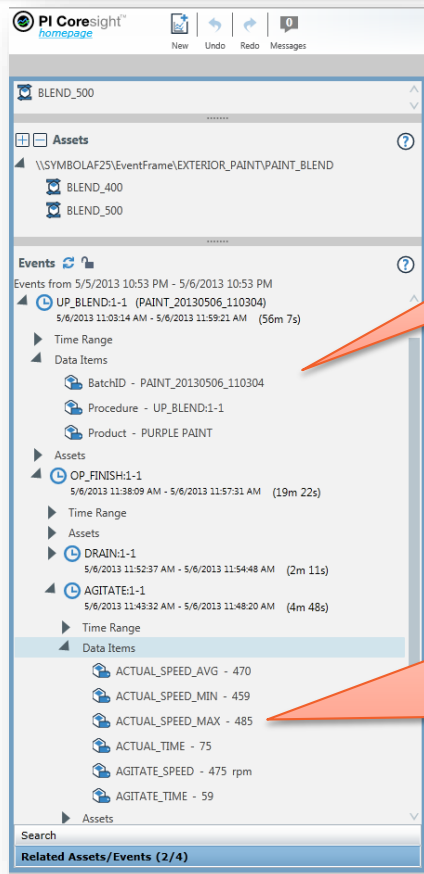 PI Coresight™
homepage
New Undo Redo Messages
0
BLEND_500
Assets
?
\\SYMBOLAF25\EventFrame\EXTERIOR_PAINT\PAINT_BLEND
BLEND_400
BLEND_500
Events
?
Events from 5/5/2013 10:53 PM - 5/6/2013 10:53 PM
UP_BLEND:1-1 (PAINT_20130506_110304)
5/6/2013 11:03:14 AM - 5/6/2013 11:59:21 AM (56m 7s)
Time Range
Data Items
BatchID - PAINT_20130506_110304
Procedure - UP_BLEND:1-1
Product - PURPLE PAINT
Assets
OP_FINISH:1-1
5/6/2013 11:38:09 AM - 5/6/2013 11:57:31 AM (19m 22s)
Time Range
Assets
DRAIN:1-1
5/6/2013 11:52:37 AM - 5/6/2013 11:54:48 AM (2m 11s)
AGITATE:1-1
5/6/2013 11:43:32 AM - 5/6/2013 11:48:20 AM (4m 48s)
Time Range
Data Items
ACTUAL_SPEED_AVG - 470
ACTUAL_SPEED_MIN - 459
ACTUAL_SPEED_MAX - 485
ACTUAL_TIME - 75
AGITATE_SPEED - 475 rpm
AGITATE_TIME - 59
Assets
Search
Related Assets/Events (2/4)